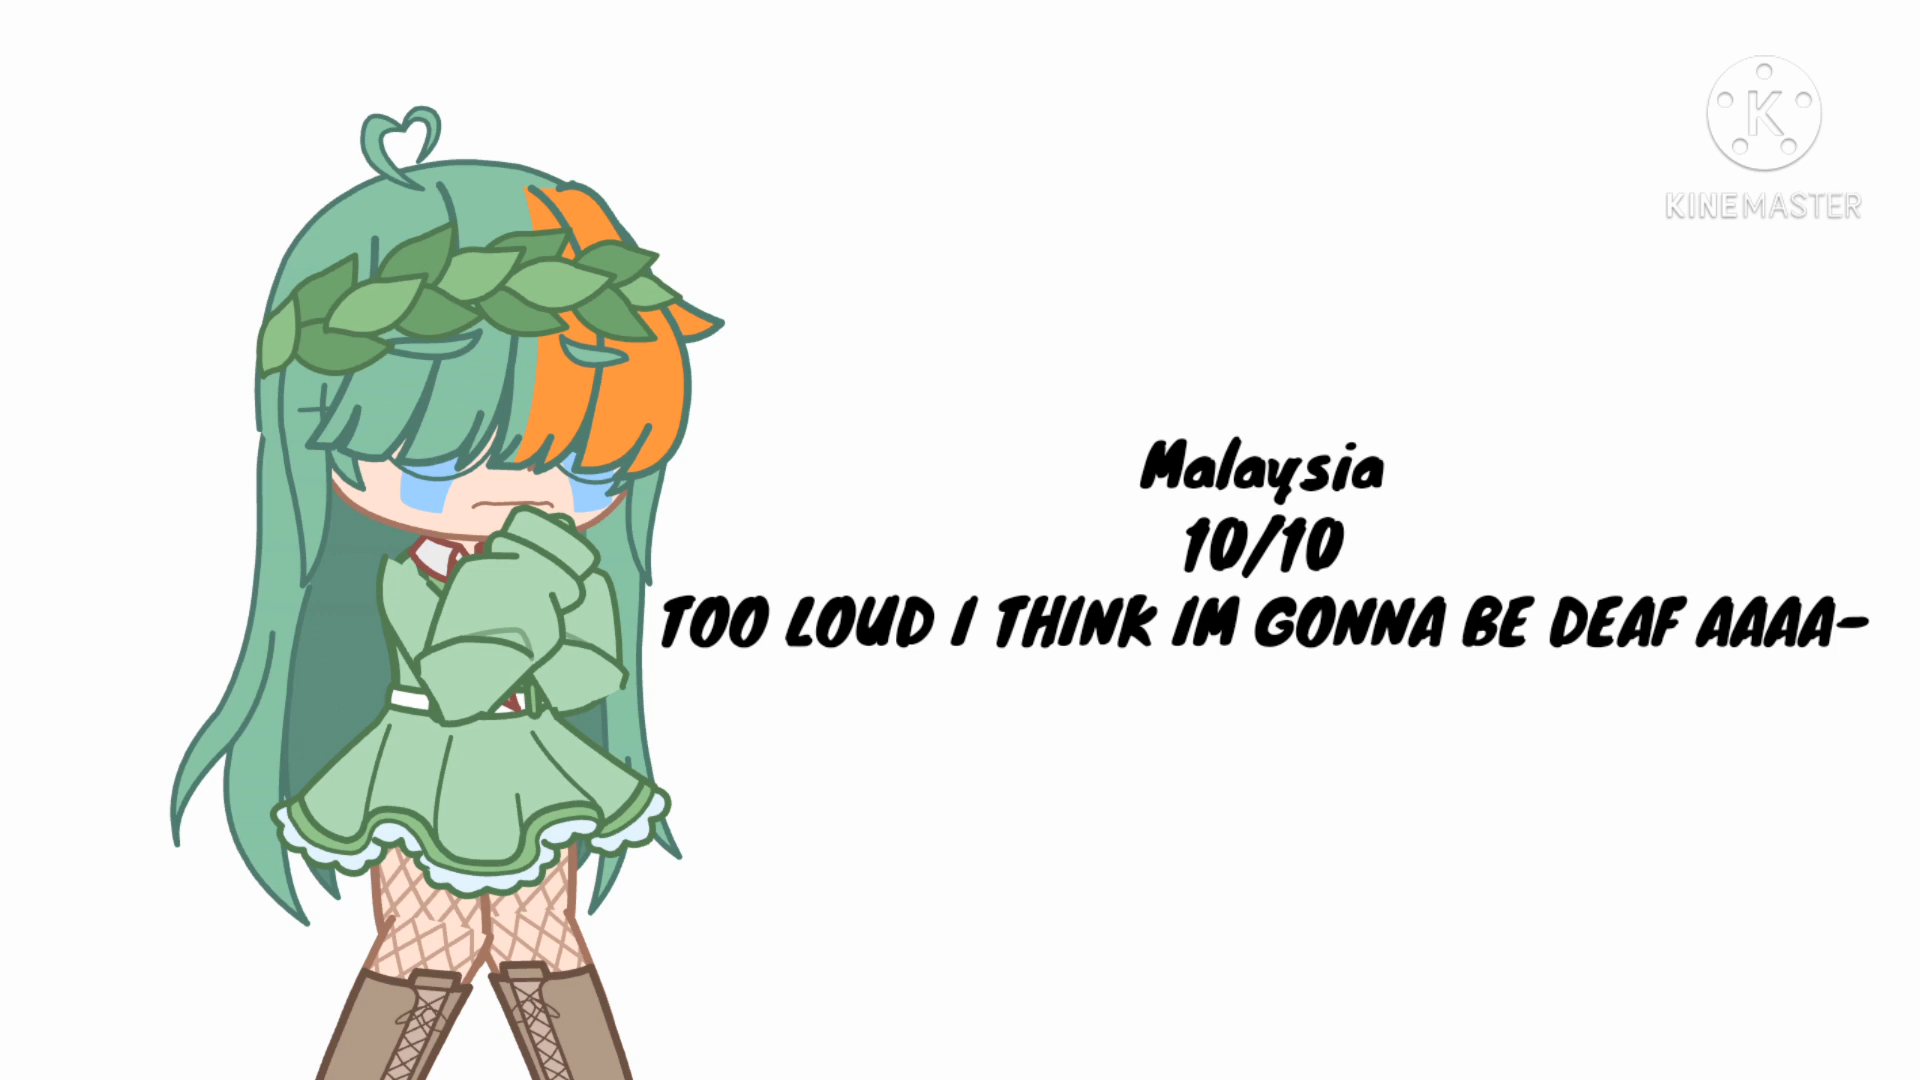 K
KINEMASTER
Malaysia
10/10
TOO LOUD I THINK IM GONNA BE DEAF AAAA-